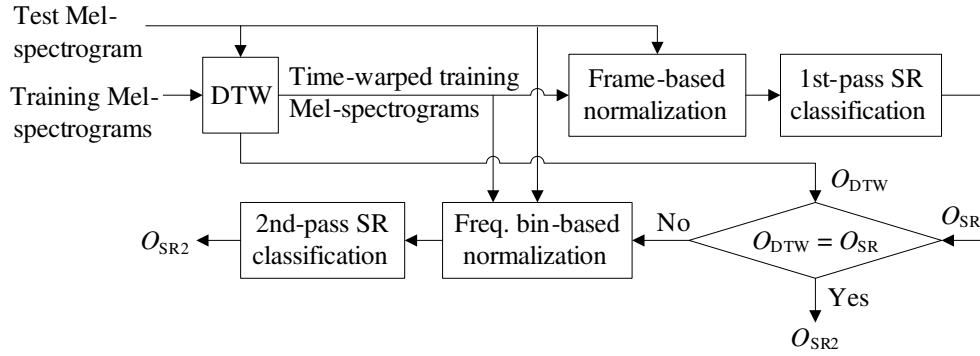 Test Mel-
spectrogram
Training Mel-
spectrograms
DTW
Time-warped training
Mel-spectrograms
Frame-based
normalization
1st-pass SR
classification
O_DTW
O_SR
O_DTW = O_SR
No
Yes
O_SR2
Freq. bin-based
normalization
2nd-pass SR
classification
O_SR2